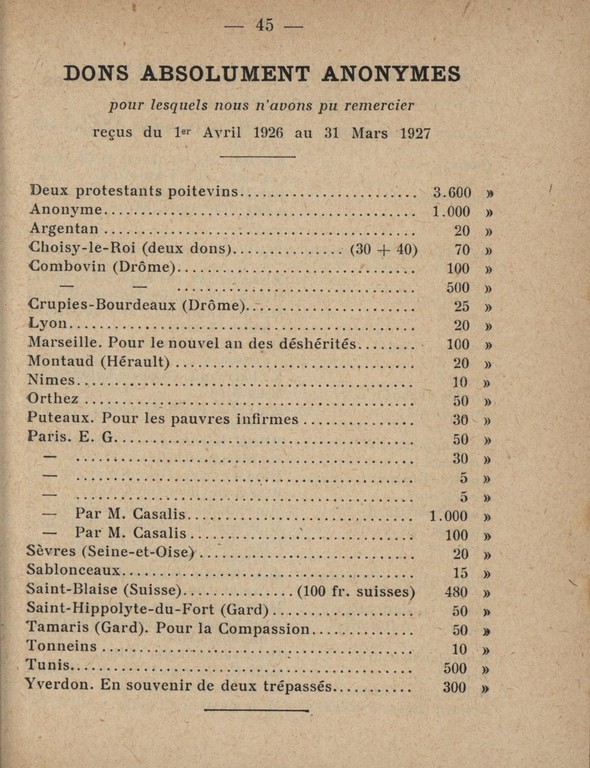 — 45 —
DONS ABSOLUMENT ANONYMES
pour lesquels nous n'avons pu remercier
reçus du 1er Avril 1926 au 31 Mars 1927
Deux protestants poitevins........................ 3.600 »
Anonyme.......................................... 1.000 »
Argentan .......................................... 20 »
Choisy-le-Roi (deux dons)............... (30 + 40) 70 »
Combovin (Drôme)................................ 100 »
— — ................................ 500 »
Crupies-Bourdeaux (Drôme)....................... 25 »
Lyon............................................... 20 »
Marseille. Pour le nouvel an des déshérités........ 100 »
Montaud (Hérault) ................................ 20 »
Nimes.............................................. 10 »
Orthez ............................................. 50 »
Puteaux. Pour les pauvres infirmes ............... 30 »
Paris. E. G......................................... 50 »
— .............................................. 30 »
— .............................................. 5 »
— .............................................. 5 »
— Par M. Casalis............................... 1.000 »
— Par M. Casalis............................... 100 »
Sèvres (Seine-et-Oise) ............................. 20 »
Sablonceaux........................................ 15 »
Saint-Blaise (Suisse)............... (100 fr. suisses) 480 »
Saint-Hippolyte-du-Fort (Gard) .................... 50 »
Tamaris (Gard). Pour la Compassion.............. 50 »
Tonneins ........................................... 10 »
Tunis............................................... 500 »
Yverdon. En souvenir de deux trépassés........... 300 »